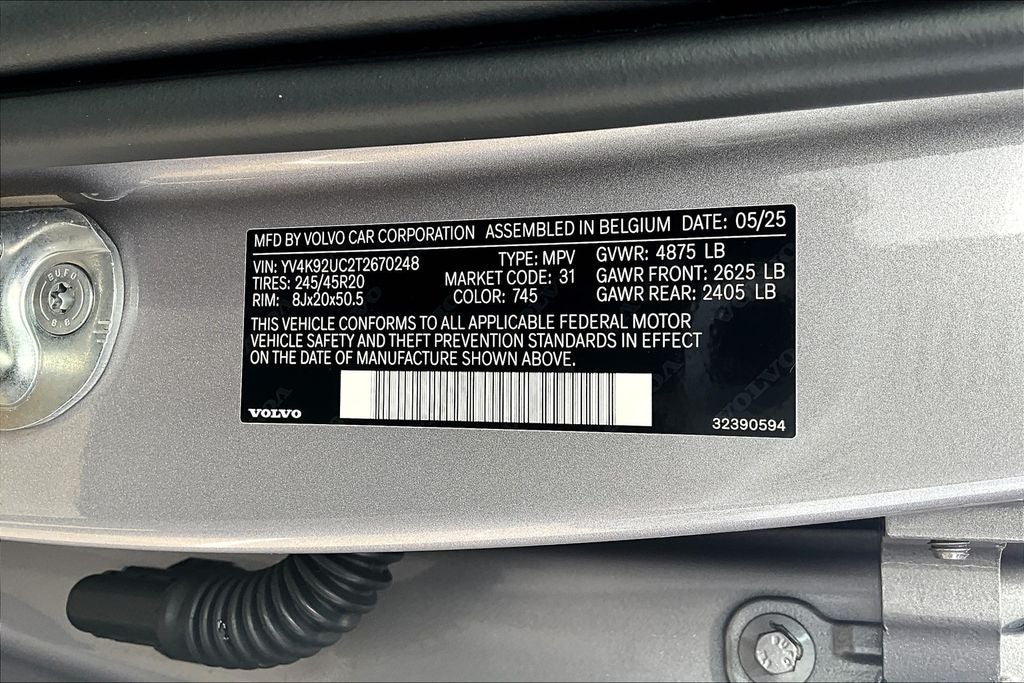 MFD BY VOLVO CAR CORPORATION ASSEMBLED IN BELGIUM DATE: 05/25
VIN: YV4K92UC2T2670248 TYPE: MPV GVWR: 4875 LB
TIRES: 245/45R20 MARKET CODE: 31 GAWR FRONT: 2625 LB
RIM: 8Jx20x50.5 COLOR: 745 GAWR REAR: 2405 LB
THIS VEHICLE CONFORMS TO ALL APPLICABLE FEDERAL MOTOR
VEHICLE SAFETY AND THEFT PREVENTION STANDARDS IN EFFECT
ON THE DATE OF MANUFACTURE SHOWN ABOVE.
VOLVO
32390594
BUFO
8.8